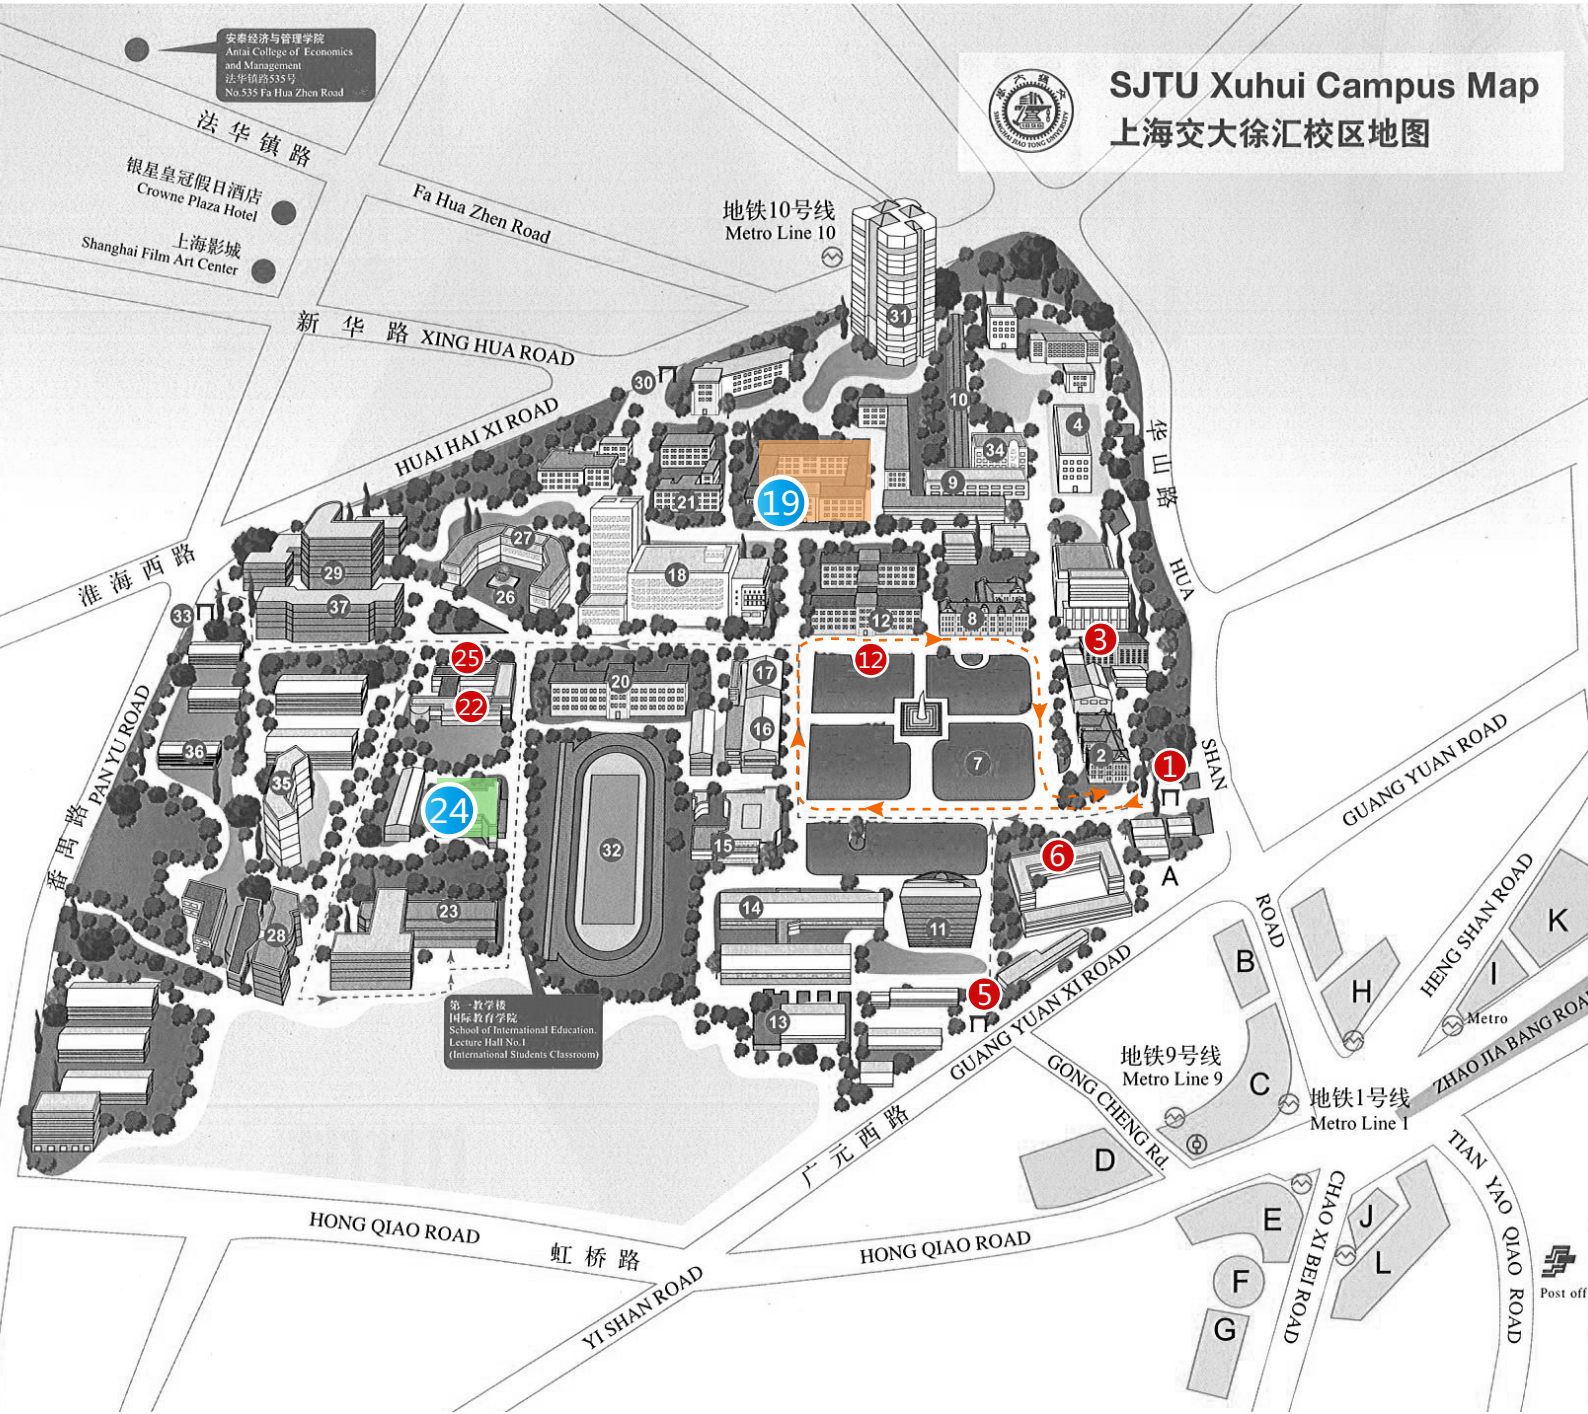 安泰经济与管理学院
Antai College of Economics
and Management
法华镇路535号
No.535 Fa Hua Zhen Road
SJTU Xuhui Campus Map
上海交大徐汇校区地图
SHANGHAI JIAO TONG UNIVERSITY
法华镇路
银星皇冠假日酒店
Crowne Plaza Hotel
上海影城
Shanghai Film Art Center
Fa Hua Zhen Road
地铁10号线
Metro Line 10
新华路 XING HUA ROAD
HUAI HAI XI ROAD
淮海西路
华山路
HUA
SHAN
ROAD
PAN YU ROAD
番禺路
GUANG YUAN ROAD
HENG SHAN ROAD
ZHAO JIA BANG ROAD
GUANG YUAN XI ROAD
广元西路
GONG CHENG Rd.
地铁9号线
Metro Line 9
地铁1号线
Metro Line 1
Metro
TIAN YAO QIAO ROAD
CHAO XI BEI ROAD
HONG QIAO ROAD
虹桥路
HONG QIAO ROAD
YI SHAN ROAD
Post off
第一教学楼
国际教育学院
School of International Education.
Lecture Hall No.1
(International Students Classroom)
31
30
10
4
34
9
19
21
27
26
29
37
18
12
8
3
33
25
22
20
17
16
12
7
2
1
36
35
24
32
15
6
14
11
23
28
5
13
A
B
C
D
E
F
G
H
I
J
K
L